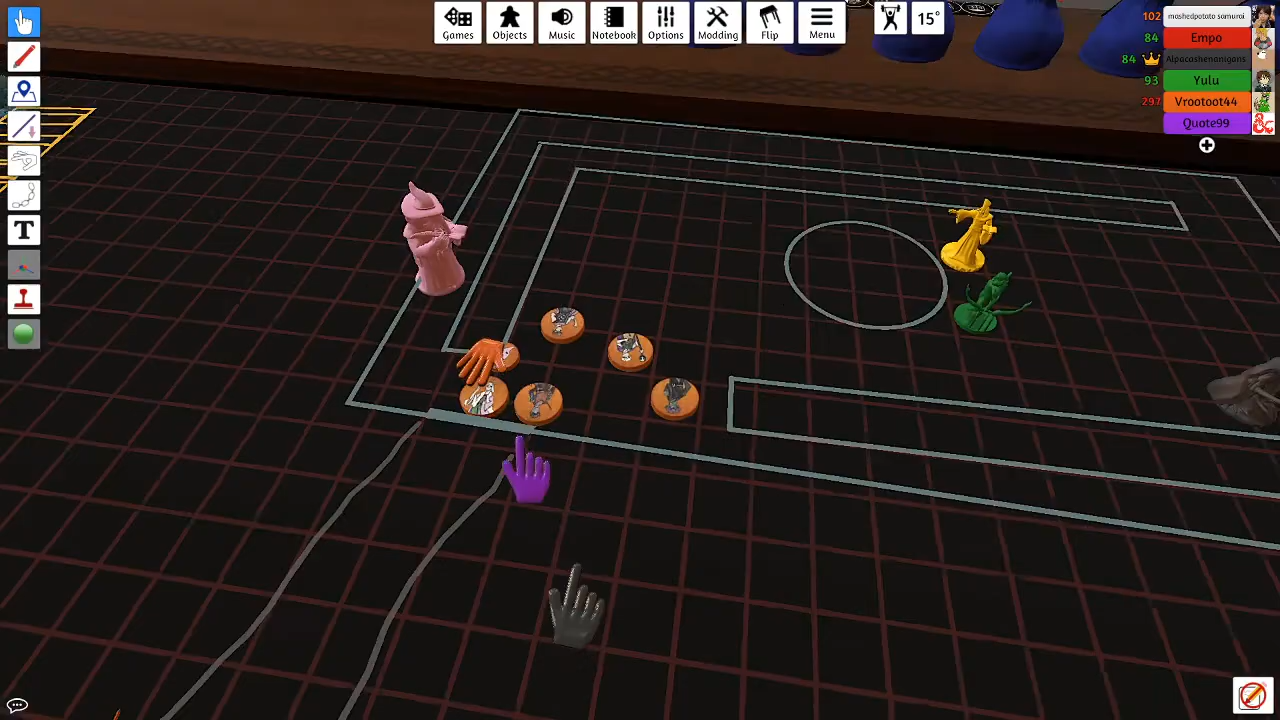 Games Objects Music Notebook Options Modding Flip Menu 15°
102 mashedpotato samurai
84 Empo
84 Alpacashenanigans
93 Yulu
297 Vrootoot44
Quote99
T